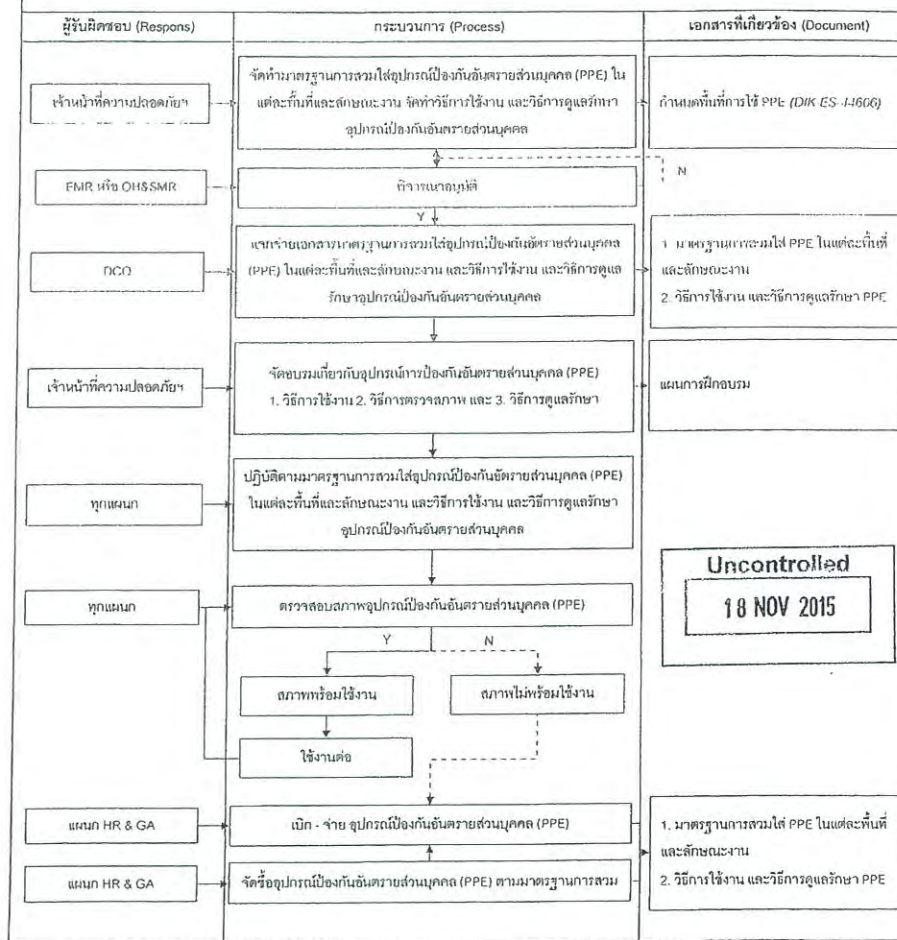 ผู้รับผิดชอบ (Respons)
กระบวนการ (Process)
เอกสารที่เกี่ยวข้อง (Document)
เจ้าหน้าที่ความปลอดภัยฯ
จัดทำมาตรฐานการสวมใส่อุปกรณ์ป้องกันอันตรายส่วนบุคคล (PPE) ใน
แต่ละพื้นที่และลักษณะงาน จัดทำวิธีการใช้งาน และวิธีการดูแลรักษา
อุปกรณ์ป้องกันอันตรายส่วนบุคคล
กำหนดพื้นที่การใช้ PPE (DIK-ES-44606)
EMR หรือ OH&SMR
พิจารณาอนุมัติ
N
Y
DCO
แจกจ่ายเอกสารมาตรฐานการสวมใส่อุปกรณ์ป้องกันอันตรายส่วนบุคคล
(PPE) ในแต่ละพื้นที่และลักษณะงาน และวิธีการใช้งาน และวิธีการดูแล
รักษาอุปกรณ์ป้องกันอันตรายส่วนบุคคล
1. มาตรฐานการสวมใส่ PPE ในแต่ละพื้นที่
และลักษณะงาน
2. วิธีการใช้งาน และวิธีการดูแลรักษา PPE
เจ้าหน้าที่ความปลอดภัยฯ
จัดอบรมเกี่ยวกับอุปกรณ์การป้องกันอันตรายส่วนบุคคล (PPE)
1. วิธีการใช้งาน 2. วิธีการตรวจสภาพ และ 3. วิธีการดูแลรักษา
แผนการฝึกอบรม
ทุกแผนก
ปฏิบัติตามมาตรฐานการสวมใส่อุปกรณ์ป้องกันอันตรายส่วนบุคคล (PPE)
ในแต่ละพื้นที่และลักษณะงาน และวิธีการใช้งาน และวิธีการดูแลรักษา
อุปกรณ์ป้องกันอันตรายส่วนบุคคล
Uncontrolled
18 NOV 2015
ทุกแผนก
ตรวจสอบสภาพอุปกรณ์ป้องกันอันตรายส่วนบุคคล (PPE)
Y
N
สภาพพร้อมใช้งาน
สภาพไม่พร้อมใช้งาน
ใช้งานต่อ
แผนก HR & GA
เบิก - จ่าย อุปกรณ์ป้องกันอันตรายส่วนบุคคล (PPE)
1. มาตรฐานการสวมใส่ PPE ในแต่ละพื้นที่
และลักษณะงาน
2. วิธีการใช้งาน และวิธีการดูแลรักษา PPE
แผนก HR & GA
จัดซื้ออุปกรณ์ป้องกันอันตรายส่วนบุคคล (PPE) ตามมาตรฐานการสวม